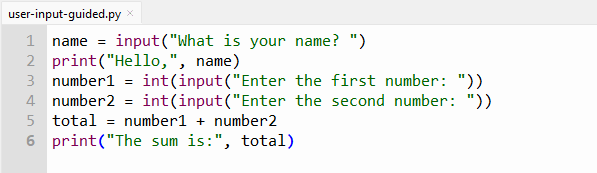 user-input-guided.py ×
1 name = input("What is your name? ")
2 print("Hello,", name)
3 number1 = int(input("Enter the first number: "))
4 number2 = int(input("Enter the second number: "))
5 total = number1 + number2
6 print("The sum is:", total)